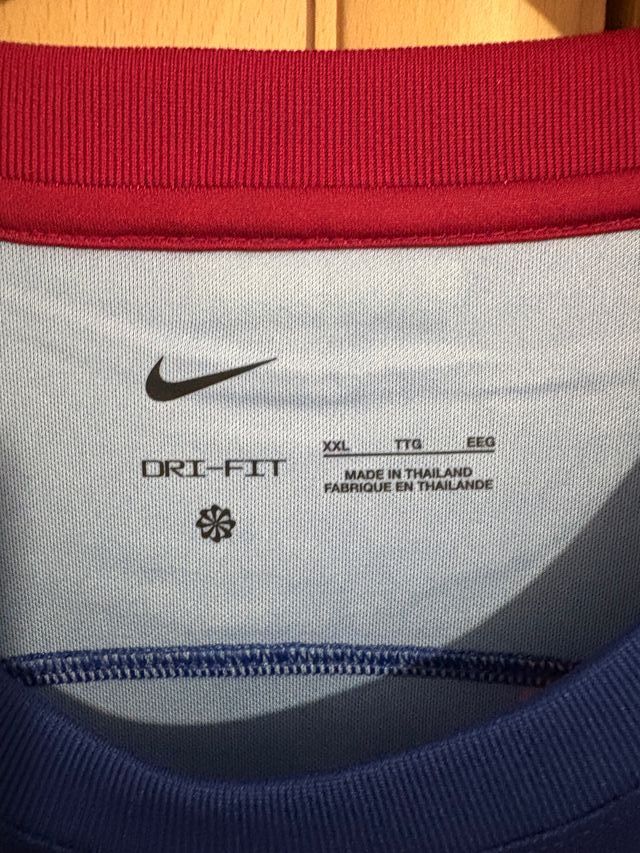 DRI-FIT
XXL TTG EEG
MADE IN THAILAND
FABRIQUE EN THAILANDE